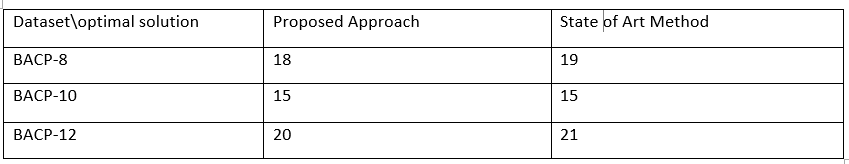 Dataset\optimal solution Proposed Approach State of Art Method
BACP-8 18 19
BACP-10 15 15
BACP-12 20 21